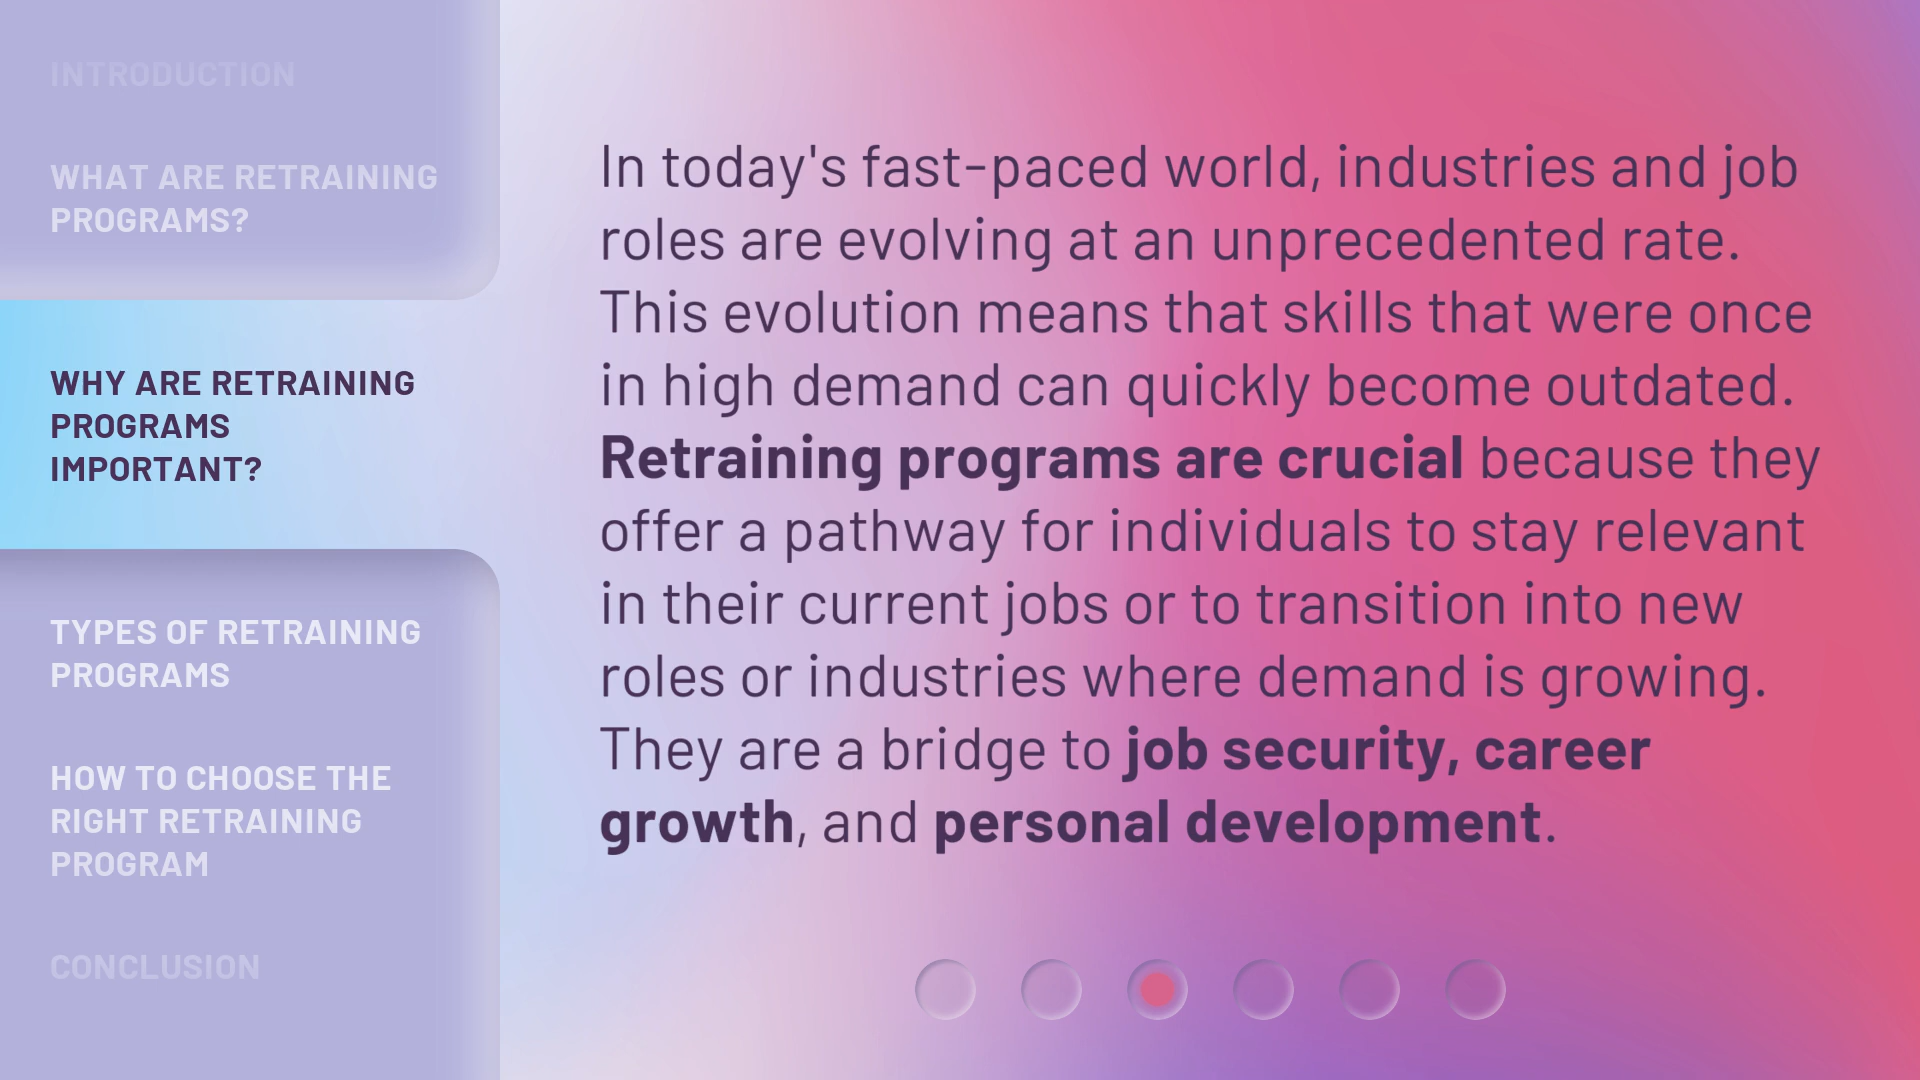 INTRODUCTION
WHAT ARE RETRAINING
PROGRAMS?
WHY ARE RETRAINING
PROGRAMS
IMPORTANT?
TYPES OF RETRAINING
PROGRAMS
HOW TO CHOOSE THE
RIGHT RETRAINING
PROGRAM
CONCLUSION
In today's fast-paced world, industries and job
roles are evolving at an unprecedented rate.
This evolution means that skills that were once
in high demand can quickly become outdated.
Retraining programs are crucial because they
offer a pathway for individuals to stay relevant
in their current jobs or to transition into new
roles or industries where demand is growing.
They are a bridge to job security, career
growth, and personal development.